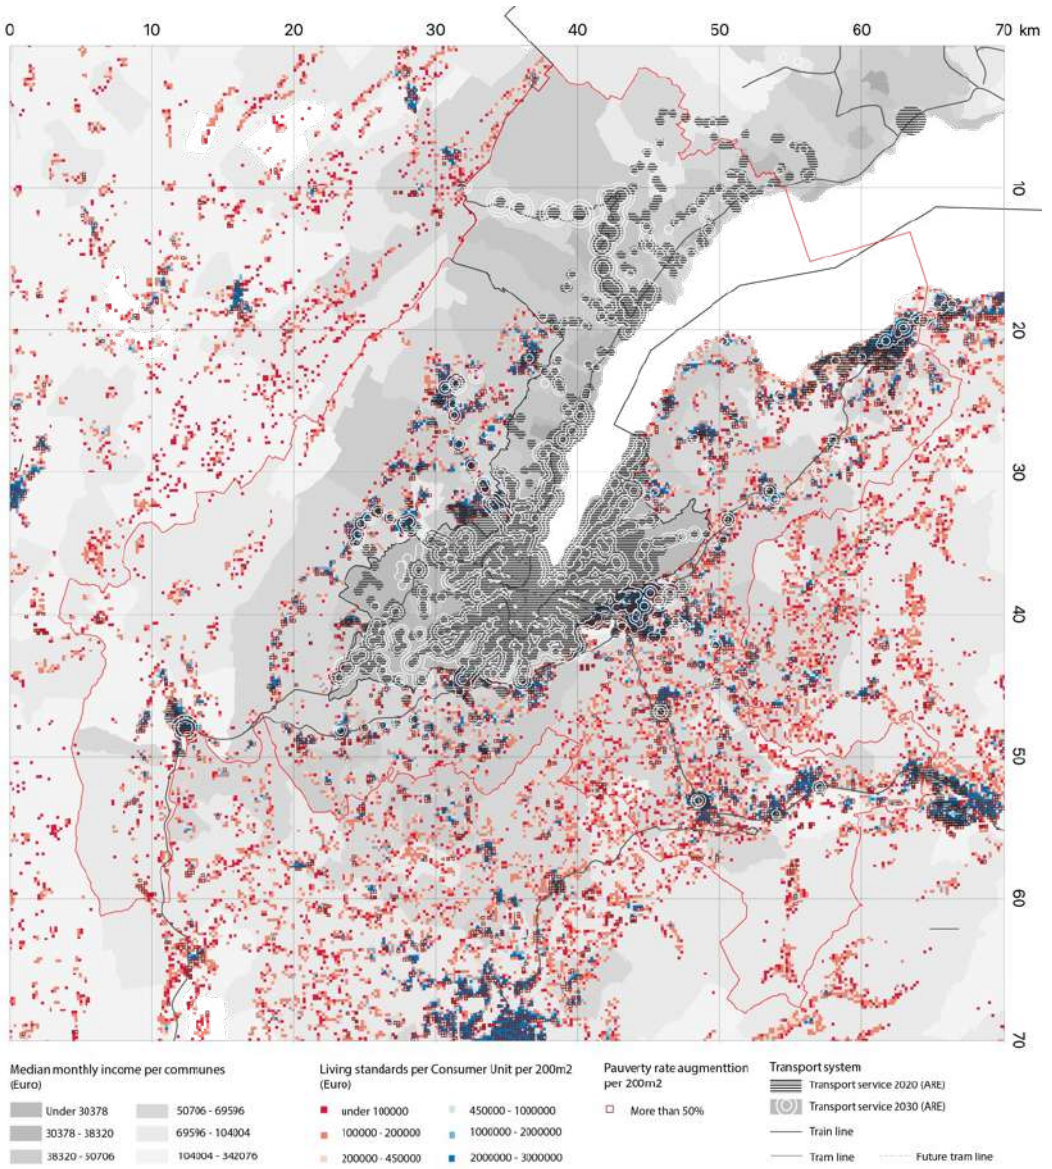 0 10 20 30 40 50 60 70 km
10
20
30
40
50
60
70
Median monthly income per communes
(Euro)
Under 30378
30378 - 38320
38320 - 50706
50706 - 69596
69596 - 104004
104004 - 342076
Living standards per Consumer Unit per 200m2
(Euro)
under 100000
100000 - 200000
200000 - 450000
450000 - 1000000
1000000 - 2000000
2000000 - 3000000
Pauverty rate augmenttion
per 200m2
More than 50%
Transport system
Transport service 2020 (ARE)
Transport service 2030 (ARE)
Train line
Tram line
Future tram line